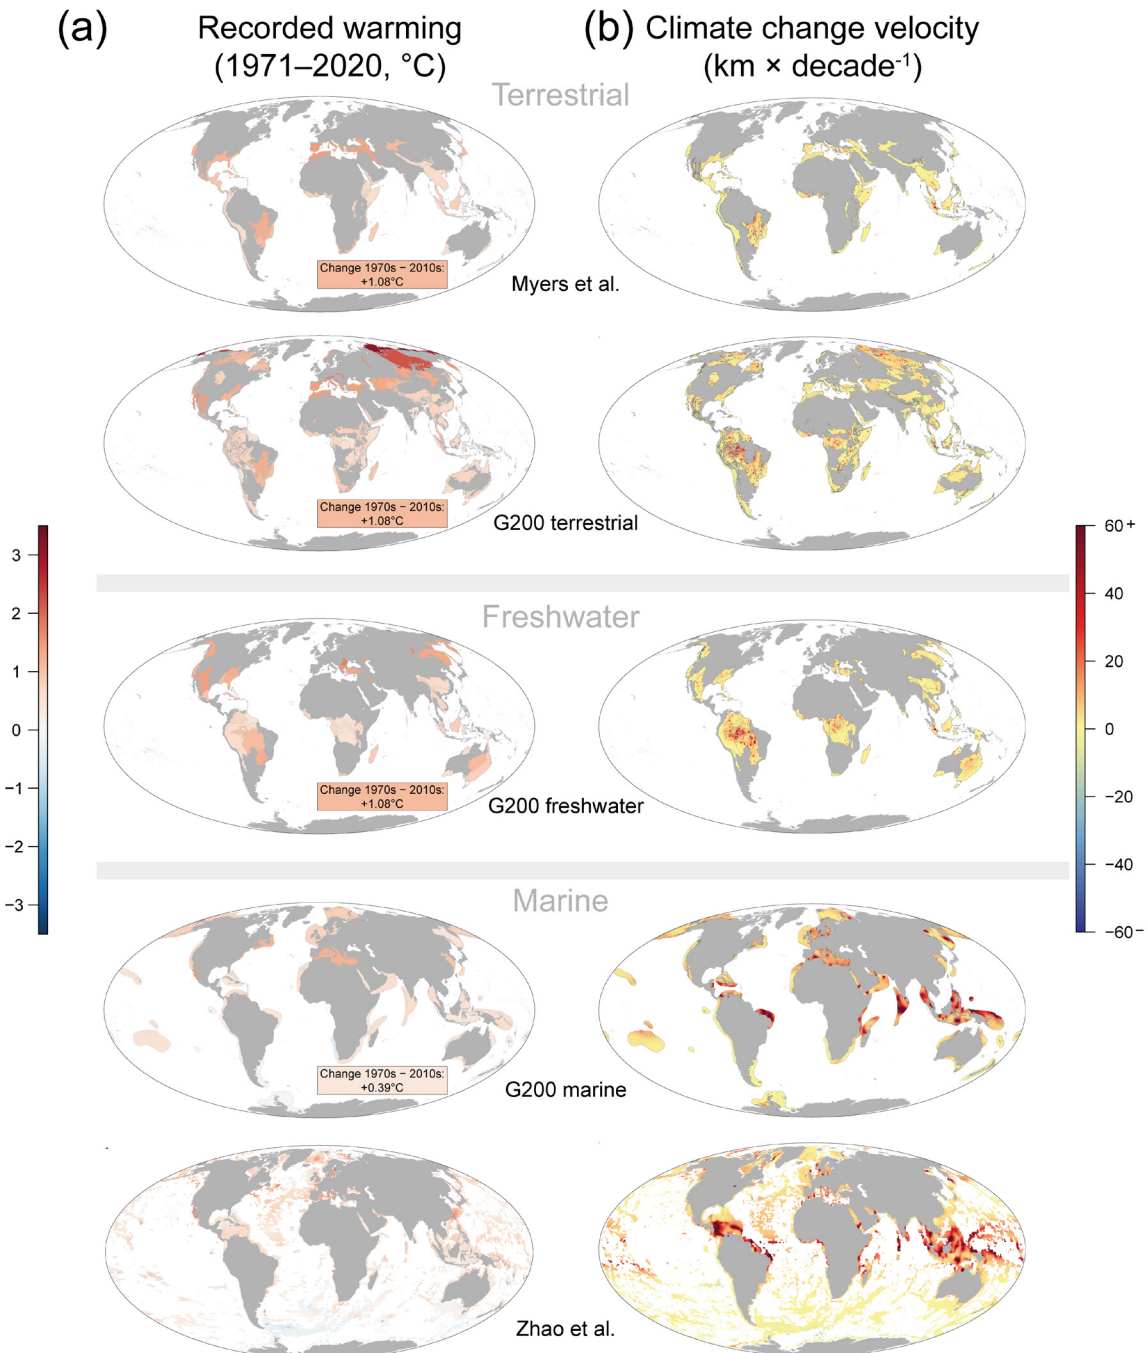 (a) Recorded warming
(1971–2020, °C)
(b) Climate change velocity
(km × decade⁻¹)
Terrestrial
Change 1970s − 2010s:
+1.08°C
Myers et al.
Change 1970s − 2010s:
+1.08°C
G200 terrestrial
3
2
1
0
−1
−2
−3
60+
40
20
0
−20
−40
−60−
Freshwater
Change 1970s − 2010s:
+1.08°C
G200 freshwater
Marine
Change 1970s − 2010s:
+0.39°C
G200 marine
Zhao et al.